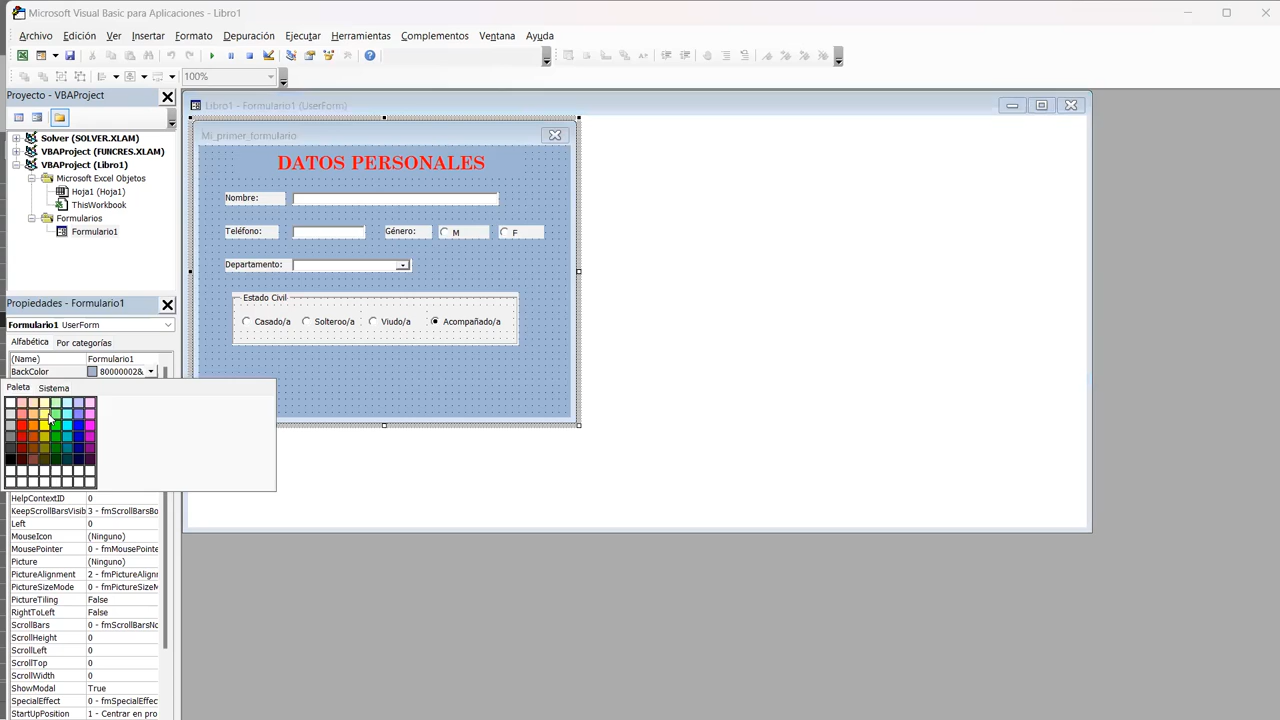 Microsoft Visual Basic para Aplicaciones - Libro1
Archivo Edición Ver Insertar Formato Depuración Ejecutar Herramientas Complementos Ventana Ayuda
100%
Proyecto - VBAProject
Solver (SOLVER.XLAM)
VBAProject (FUNCRES.XLAM)
VBAProject (Libro1)
Microsoft Excel Objetos
Hoja1 (Hoja1)
ThisWorkbook
Formularios
Formulario1
Propiedades - Formulario1
Formulario1 UserForm
Alfabética Por categorías
(Name) Formulario1
BackColor 80000002&
Paleta Sistema
HelpContextID 0
KeepScrollBarsVisib 3 - fmScrollBarsBo
Left 0
MouseIcon (Ninguno)
MousePointer 0 - fmMousePointe
Picture (Ninguno)
PictureAlignment 2 - fmPictureAlignr
PictureSizeMode 0 - fmPictureSizeM
PictureTiling False
RightToLeft False
ScrollBars 0 - fmScrollBarsNo
ScrollHeight 0
ScrollLeft 0
ScrollTop 0
ScrollWidth 0
ShowModal True
SpecialEffect 0 - fmSpecialEffec
StartUpPosition 1 - Centrar en pro
Libro1 - Formulario1 (UserForm)
Mi_primer_formulario
DATOS PERSONALES
Nombre:
Teléfono: Género: M F
Departamento:
Estado Civil
Casado/a Solteroo/a Viudo/a Acompañado/a